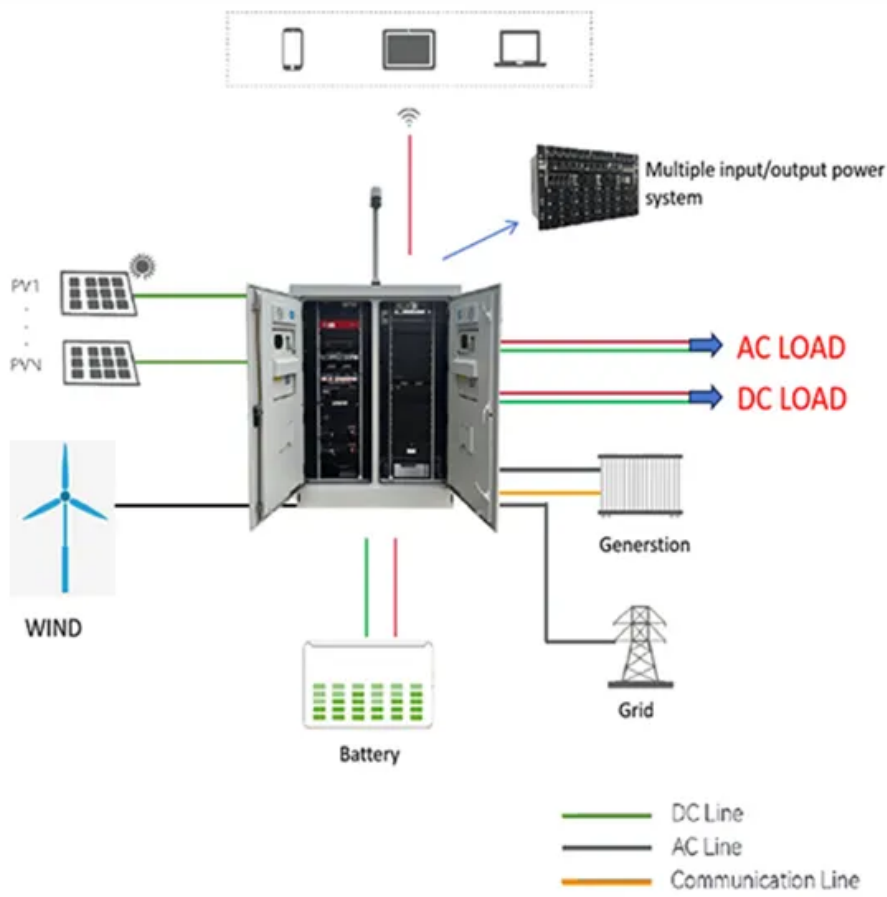 Multiple input/output power
system
PV1
PVN
AC LOAD
DC LOAD
WIND
Generstion
Grid
Battery
DC Line
AC Line
Communication Line